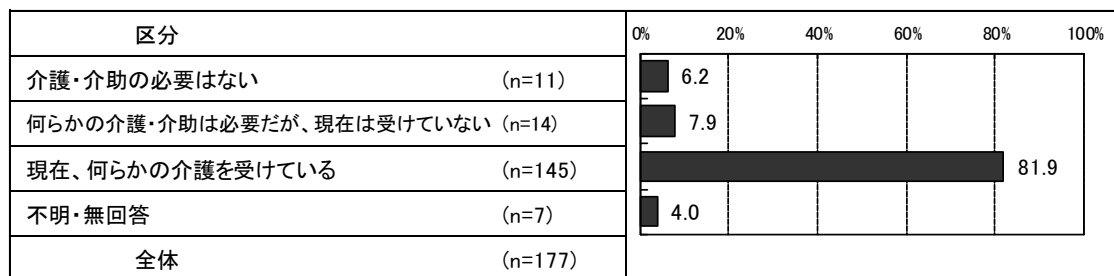 区分
0% 20% 40% 60% 80% 100%
介護・介助の必要はない (n=11) 6.2
何らかの介護・介助は必要だが、現在は受けていない (n=14) 7.9
現在、何らかの介護を受けている (n=145) 81.9
不明・無回答 (n=7) 4.0
全体 (n=177)